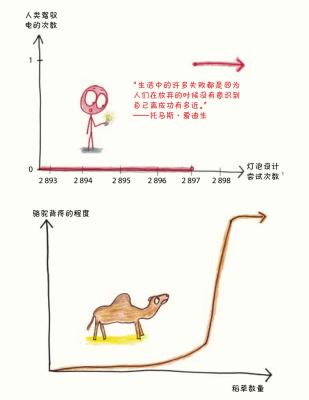 人类驾驭
电的次数
1
“生活中的许多失败都是因为
人们在放弃的时候没有意识到
自己离成功有多近。”
——托马斯·爱迪生
0
2 893 2 894 2 895 2 896 2 897 2 898
灯泡设计
尝试次数¹
骆驼背疼的程度
稻草数量